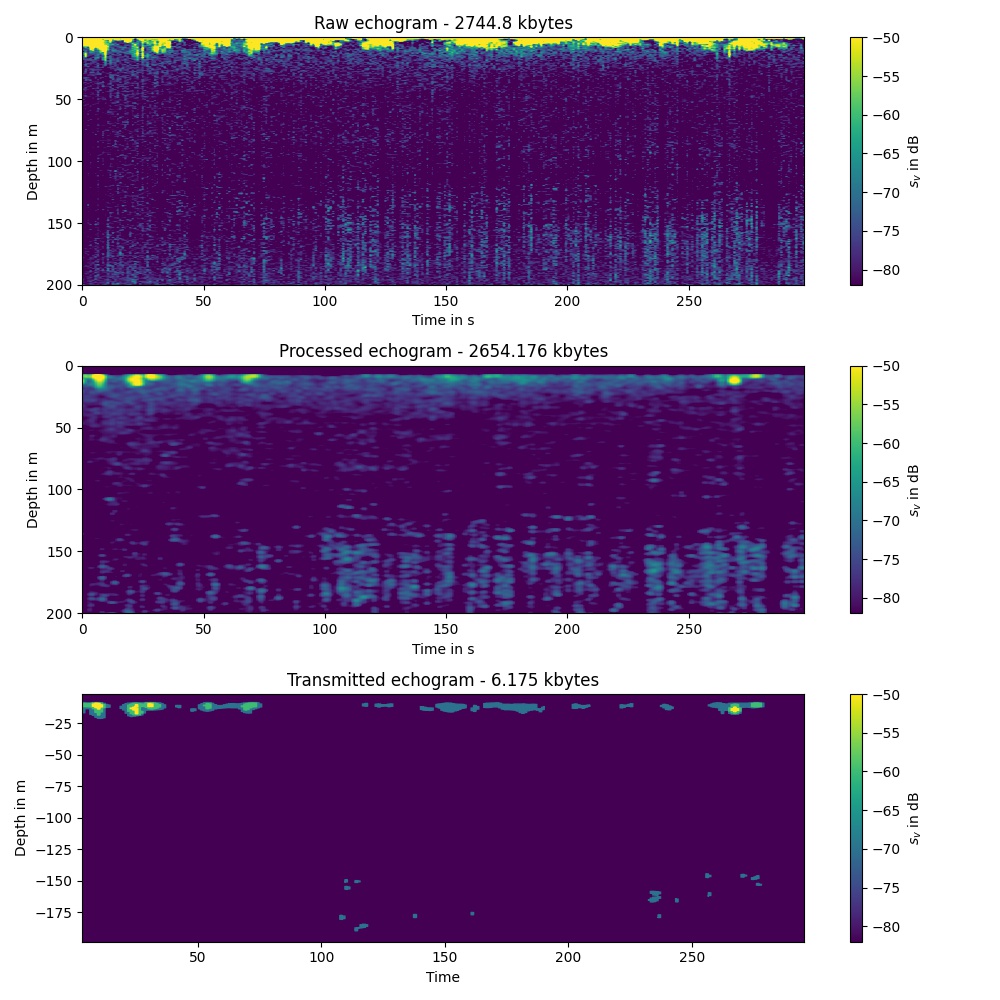 Raw echogram - 2744.8 kbytes
0
50
100
150
200
Depth in m
0 50 100 150 200 250
Time in s
−50
−55
−60
−65
−70
−75
−80
sv in dB
Processed echogram - 2654.176 kbytes
0
50
100
150
200
Depth in m
0 50 100 150 200 250
Time in s
−50
−55
−60
−65
−70
−75
−80
sv in dB
Transmitted echogram - 6.175 kbytes
−25
−50
−75
−100
−125
−150
−175
Depth in m
50 100 150 200 250
Time
−50
−55
−60
−65
−70
−75
−80
sv in dB